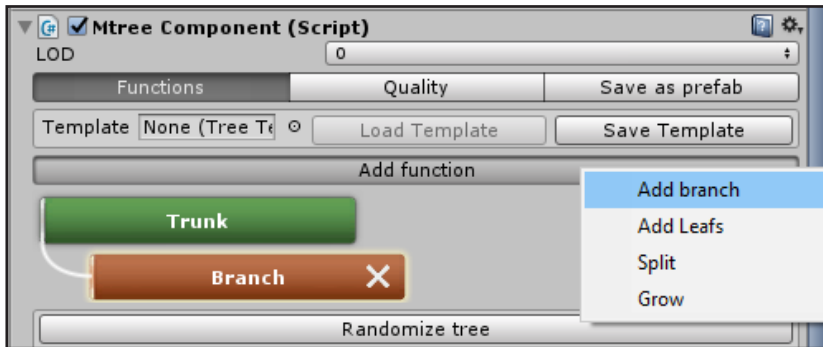 Mtree Component (Script)
LOD 0
Functions Quality Save as prefab
Template None (Tree Te Load Template Save Template
Add function
Add branch
Trunk
Add Leafs
Split
Branch
Grow
Randomize tree